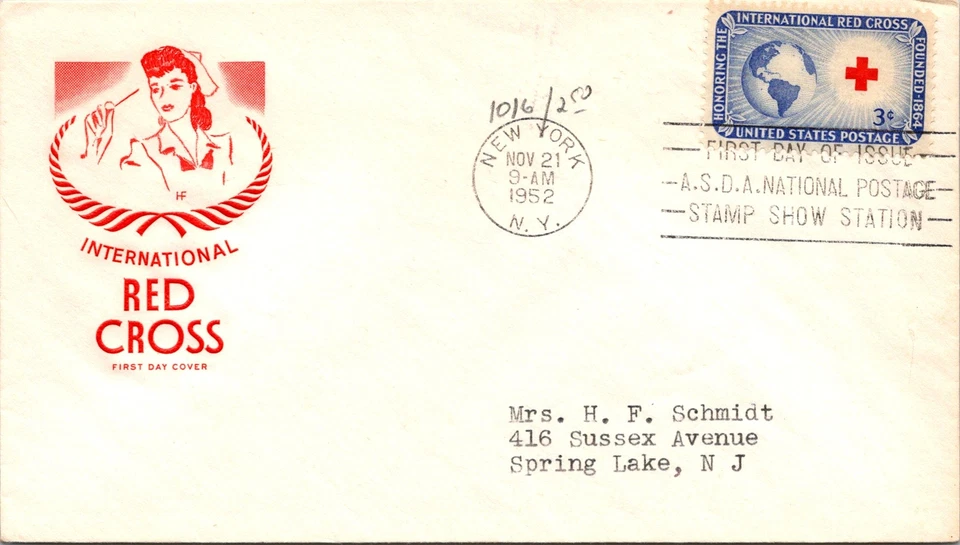 HF
INTERNATIONAL
RED
CROSS
FIRST DAY COVER
1016/2.50
NEW YORK
NOV 21
9-AM
1952
N.Y.
HONORING THE
INTERNATIONAL RED CROSS
FOUNDED-1864
3¢
UNITED STATES POSTAGE
FIRST DAY OF ISSUE
A.S.D.A. NATIONAL POSTAGE
STAMP SHOW STATION
Mrs. H. F. Schmidt
416 Sussex Avenue
Spring Lake, N J